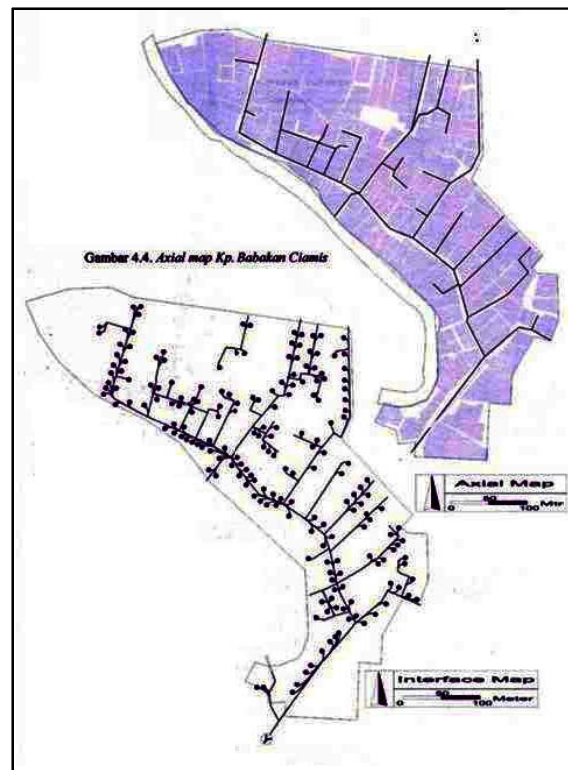 Gambar 4.4. Axial map Kp. Babakan Ciamis
Axial Map
0 50 100 Mtr
Interface Map
0 50 100 Meter